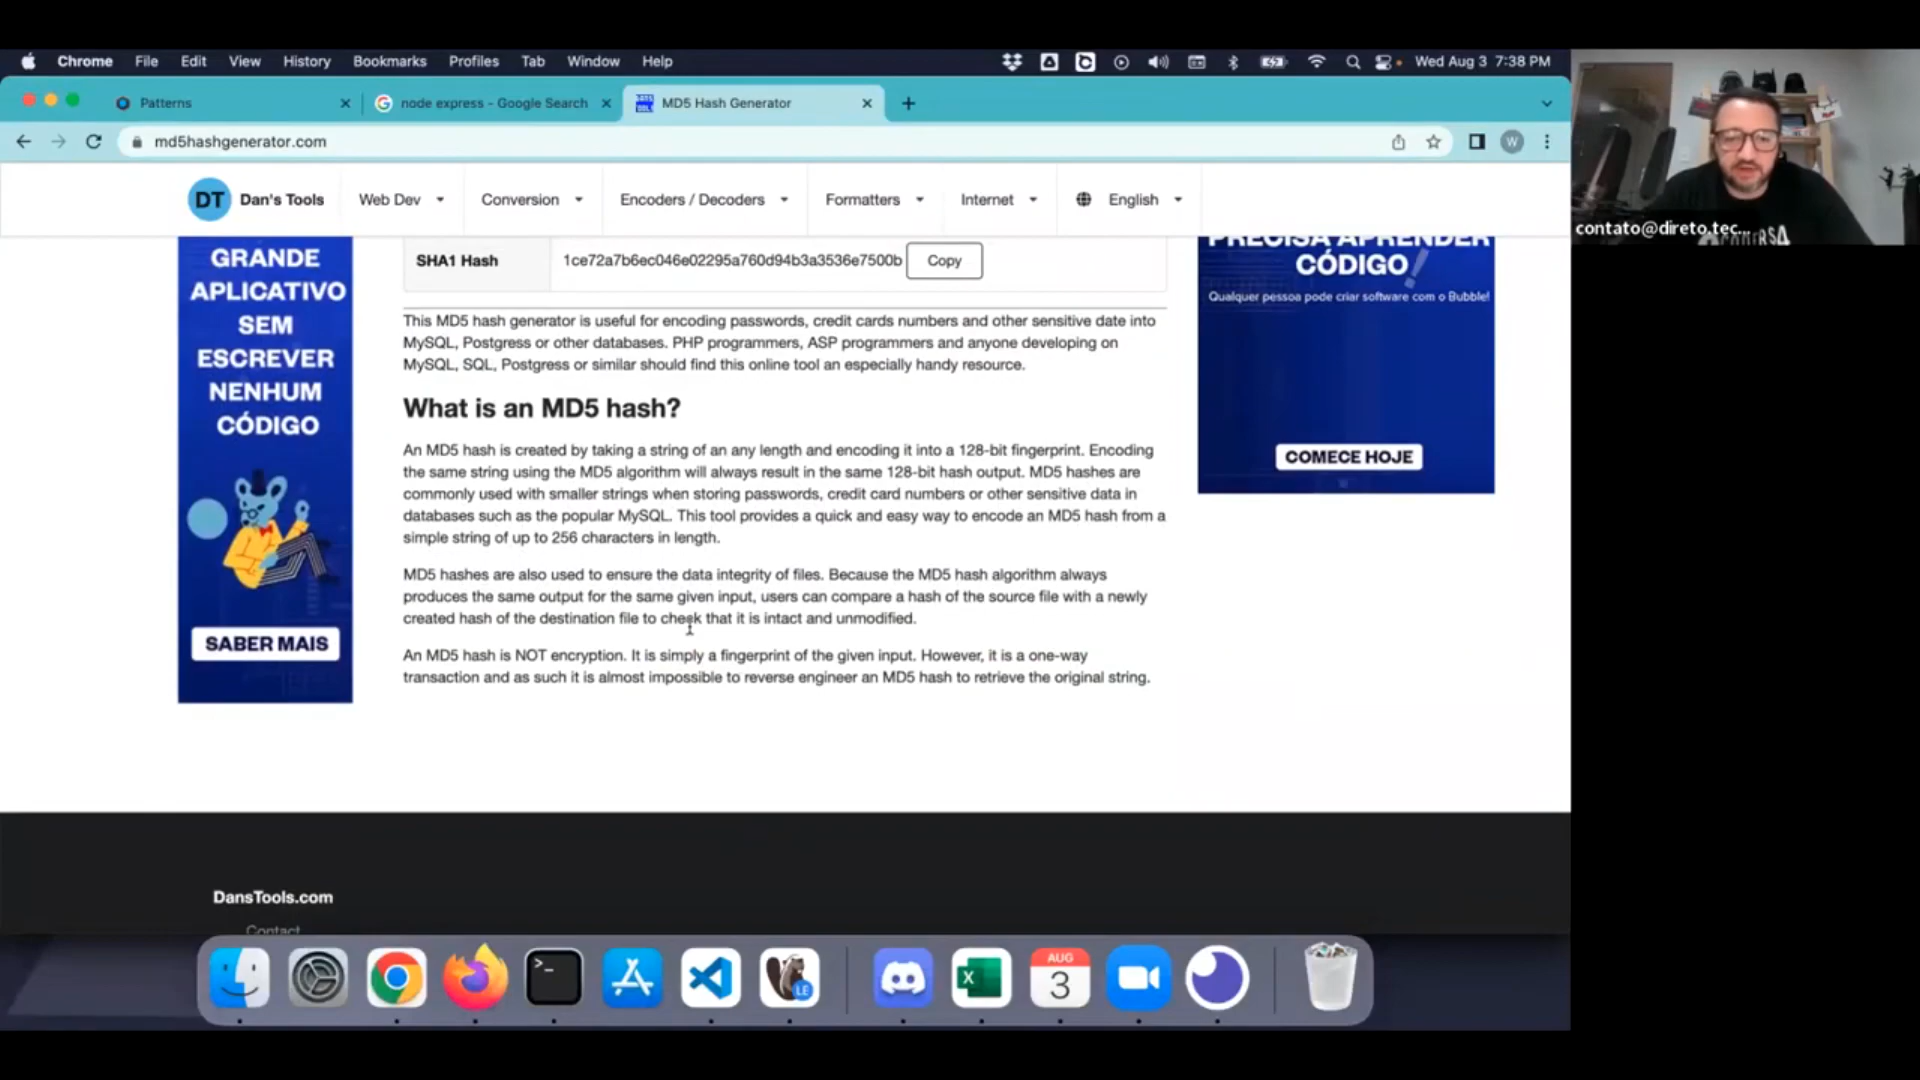 Chrome File Edit View History Bookmarks Profiles Tab Window Help Wed Aug 3 7:38 PM
Patterns node express - Google Search MD5 Hash Generator
md5hashgenerator.com W
DT Dan's Tools Web Dev Conversion Encoders / Decoders Formatters Internet English
contato@direto.tec...
GRANDE
APLICATIVO
SEM
ESCREVER
NENHUM
CÓDIGO
SABER MAIS
SHA1 Hash 1ce72a7b6ec046e02295a760d94b3a3536e7500b Copy
This MD5 hash generator is useful for encoding passwords, credit cards numbers and other sensitive date into
MySQL, Postgress or other databases. PHP programmers, ASP programmers and anyone developing on
MySQL, SQL, Postgress or similar should find this online tool an especially handy resource.
What is an MD5 hash?
An MD5 hash is created by taking a string of an any length and encoding it into a 128-bit fingerprint. Encoding
the same string using the MD5 algorithm will always result in the same 128-bit hash output. MD5 hashes are
commonly used with smaller strings when storing passwords, credit card numbers or other sensitive data in
databases such as the popular MySQL. This tool provides a quick and easy way to encode an MD5 hash from a
simple string of up to 256 characters in length.
MD5 hashes are also used to ensure the data integrity of files. Because the MD5 hash algorithm always
produces the same output for the same given input, users can compare a hash of the source file with a newly
created hash of the destination file to check that it is intact and unmodified.
An MD5 hash is NOT encryption. It is simply a fingerprint of the given input. However, it is a one-way
transaction and as such it is almost impossible to reverse engineer an MD5 hash to retrieve the original string.
PRECISA APRENDER
CÓDIGO!
Qualquer pessoa pode criar software com o Bubble!
COMECE HOJE
DansTools.com
Contact
LE
AUG
3